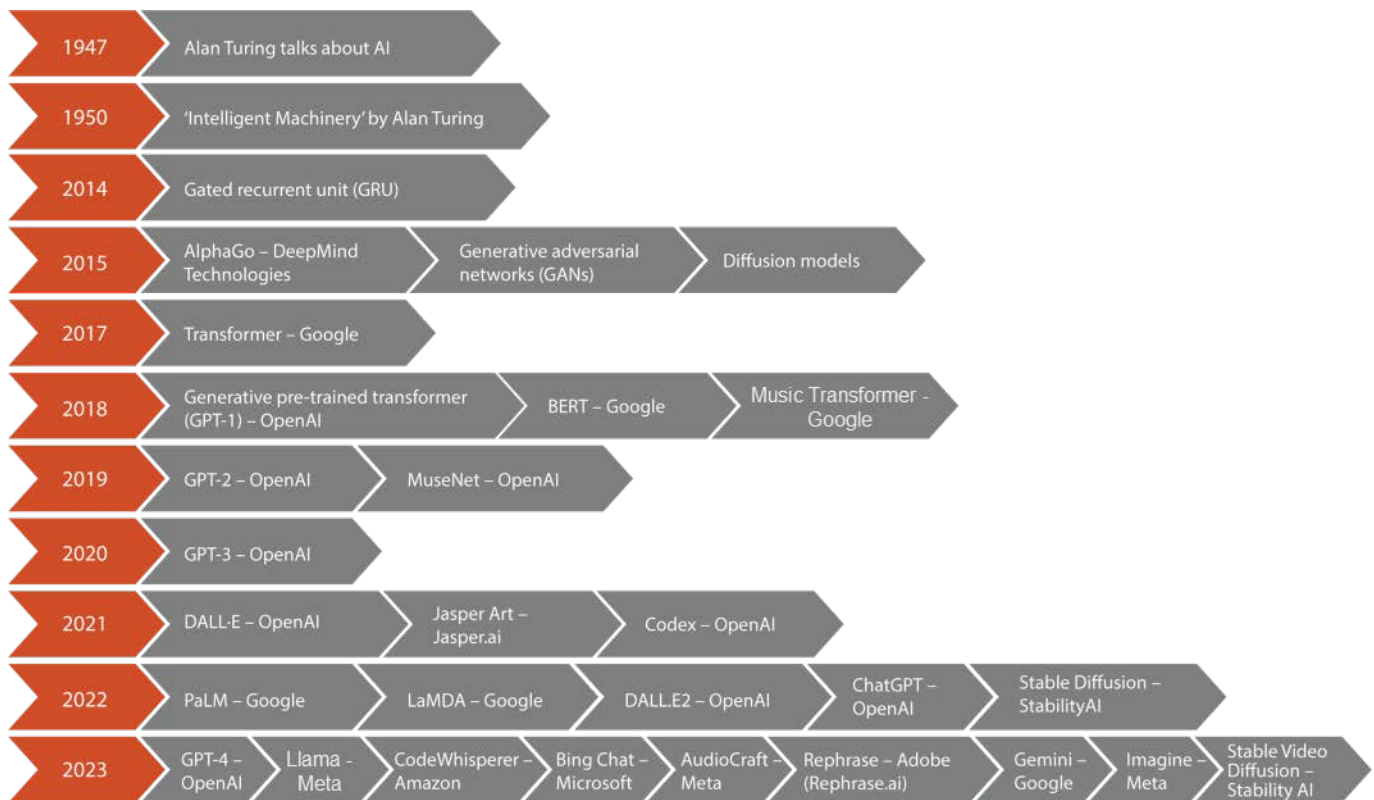 1947
Alan Turing talks about AI
1950
‘Intelligent Machinery’ by Alan Turing
2014
Gated recurrent unit (GRU)
2015
AlphaGo – DeepMind
Technologies
Generative adversarial
networks (GANs)
Diffusion models
2017
Transformer – Google
2018
Generative pre-trained transformer
(GPT-1) – OpenAI
BERT – Google
Music Transformer -
Google
2019
GPT-2 – OpenAI
MuseNet – OpenAI
2020
GPT-3 – OpenAI
2021
DALL·E – OpenAI
Jasper Art –
Jasper.ai
Codex – OpenAI
2022
PaLM – Google
LaMDA – Google
DALL.E2 – OpenAI
ChatGPT –
OpenAI
Stable Diffusion –
StabilityAI
2023
GPT-4 –
OpenAI
Llama -
Meta
CodeWhisperer –
Amazon
Bing Chat –
Microsoft
AudioCraft –
Meta
Rephrase – Adobe
(Rephrase.ai)
Gemini –
Google
Imagine –
Meta
Stable Video
Diffusion –
Stability AI